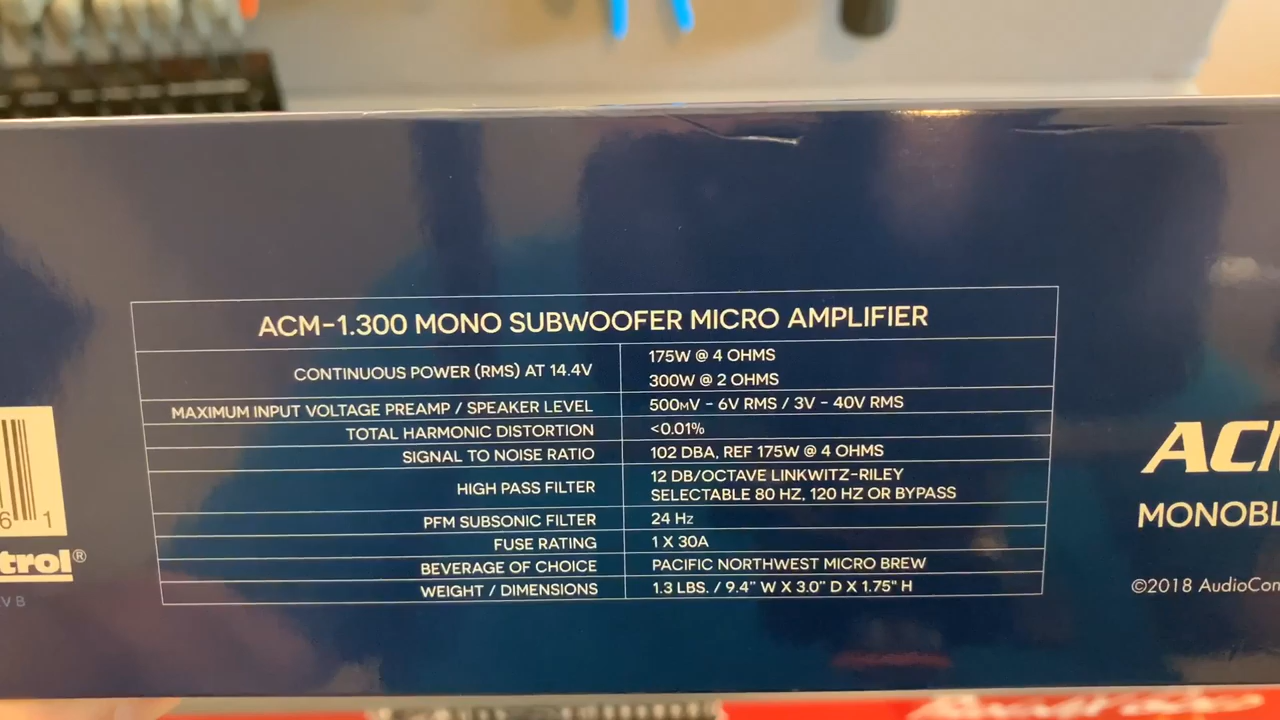 ACM-1.300 MONO SUBWOOFER MICRO AMPLIFIER
CONTINUOUS POWER (RMS) AT 14.4V
175W @ 4 OHMS
300W @ 2 OHMS
MAXIMUM INPUT VOLTAGE PREAMP / SPEAKER LEVEL 500mV - 6V RMS / 3V - 40V RMS
TOTAL HARMONIC DISTORTION <0.01%
SIGNAL TO NOISE RATIO 102 DBA, REF 175W @ 4 OHMS
HIGH PASS FILTER
12 DB/OCTAVE LINKWITZ-RILEY
SELECTABLE 80 HZ, 120 HZ OR BYPASS
PFM SUBSONIC FILTER 24 Hz
FUSE RATING 1 X 30A
BEVERAGE OF CHOICE PACIFIC NORTHWEST MICRO BREW
WEIGHT / DIMENSIONS 1.3 LBS. / 9.4" W X 3.0" D X 1.75" H
6 1
trol®
V B
AC
MONOBL
©2018 AudioCon